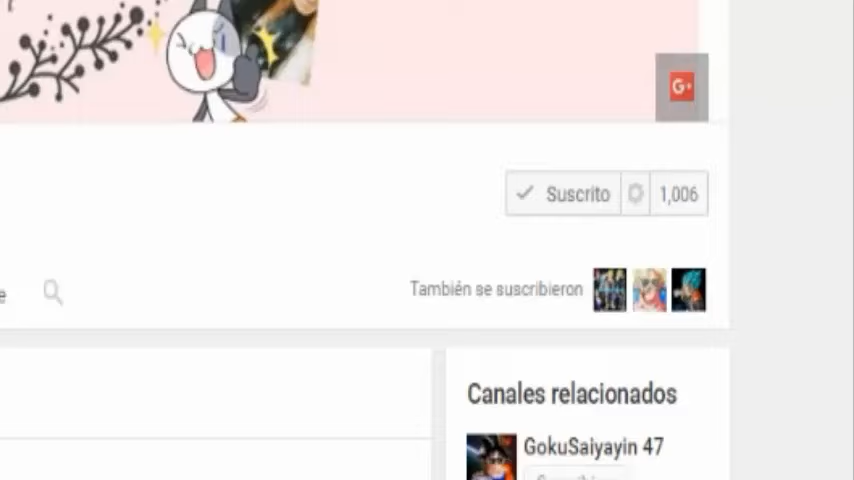 G+
Suscrito 1,006
e
También se suscribieron
Canales relacionados
GokuSaiyayin 47